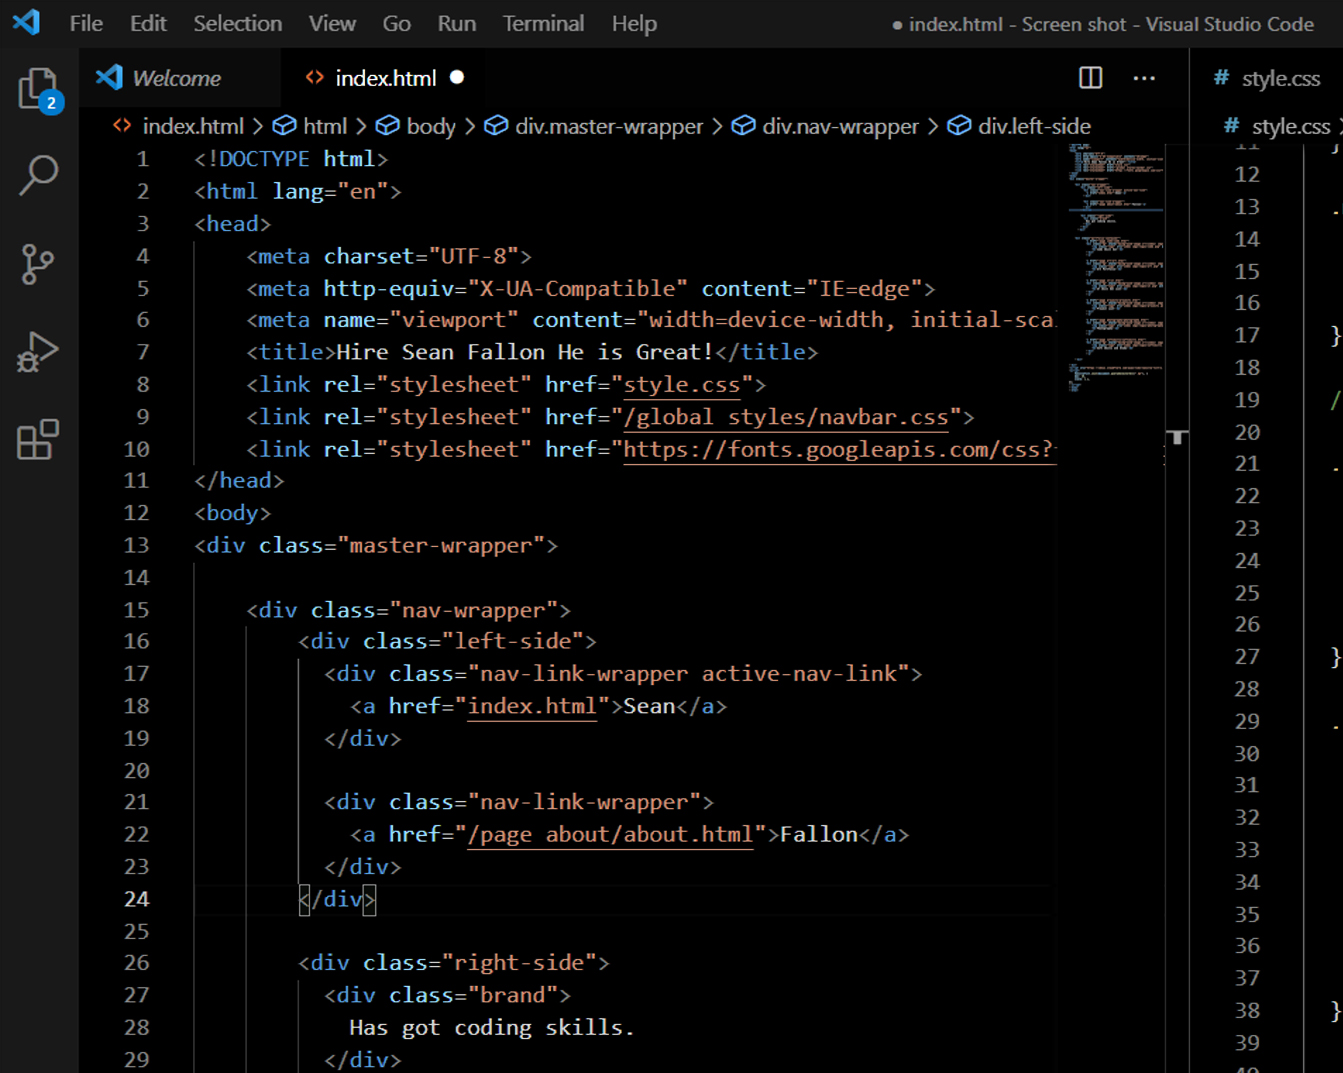 File Edit Selection View Go Run Terminal Help ● index.html - Screen shot - Visual Studio Code
2
Welcome <> index.html ● ··· # style.css
<> index.html > html > body > div.master-wrapper > div.nav-wrapper > div.left-side # style.css >
1 <!DOCTYPE html>
2 <html lang="en">
3 <head>
4 <meta charset="UTF-8">
5 <meta http-equiv="X-UA-Compatible" content="IE=edge">
6 <meta name="viewport" content="width=device-width, initial-scal
7 <title>Hire Sean Fallon He is Great!</title>
8 <link rel="stylesheet" href="style.css">
9 <link rel="stylesheet" href="/global styles/navbar.css">
10 <link rel="stylesheet" href="https://fonts.googleapis.com/css?
11 </head>
12 <body>
13 <div class="master-wrapper">
14
15 <div class="nav-wrapper">
16 <div class="left-side">
17 <div class="nav-link-wrapper active-nav-link">
18 <a href="index.html">Sean</a>
19 </div>
20
21 <div class="nav-link-wrapper">
22 <a href="/page about/about.html">Fallon</a>
23 </div>
24 </div>
25
26 <div class="right-side">
27 <div class="brand">
28 Has got coding skills.
29 </div>
11 }
12
13 .
14
15
16
17 }
18
19 /
20
21 .
22
23
24
25
26
27 }
28
29 .
30
31
32
33
34
35
36
37
38 }
39
40